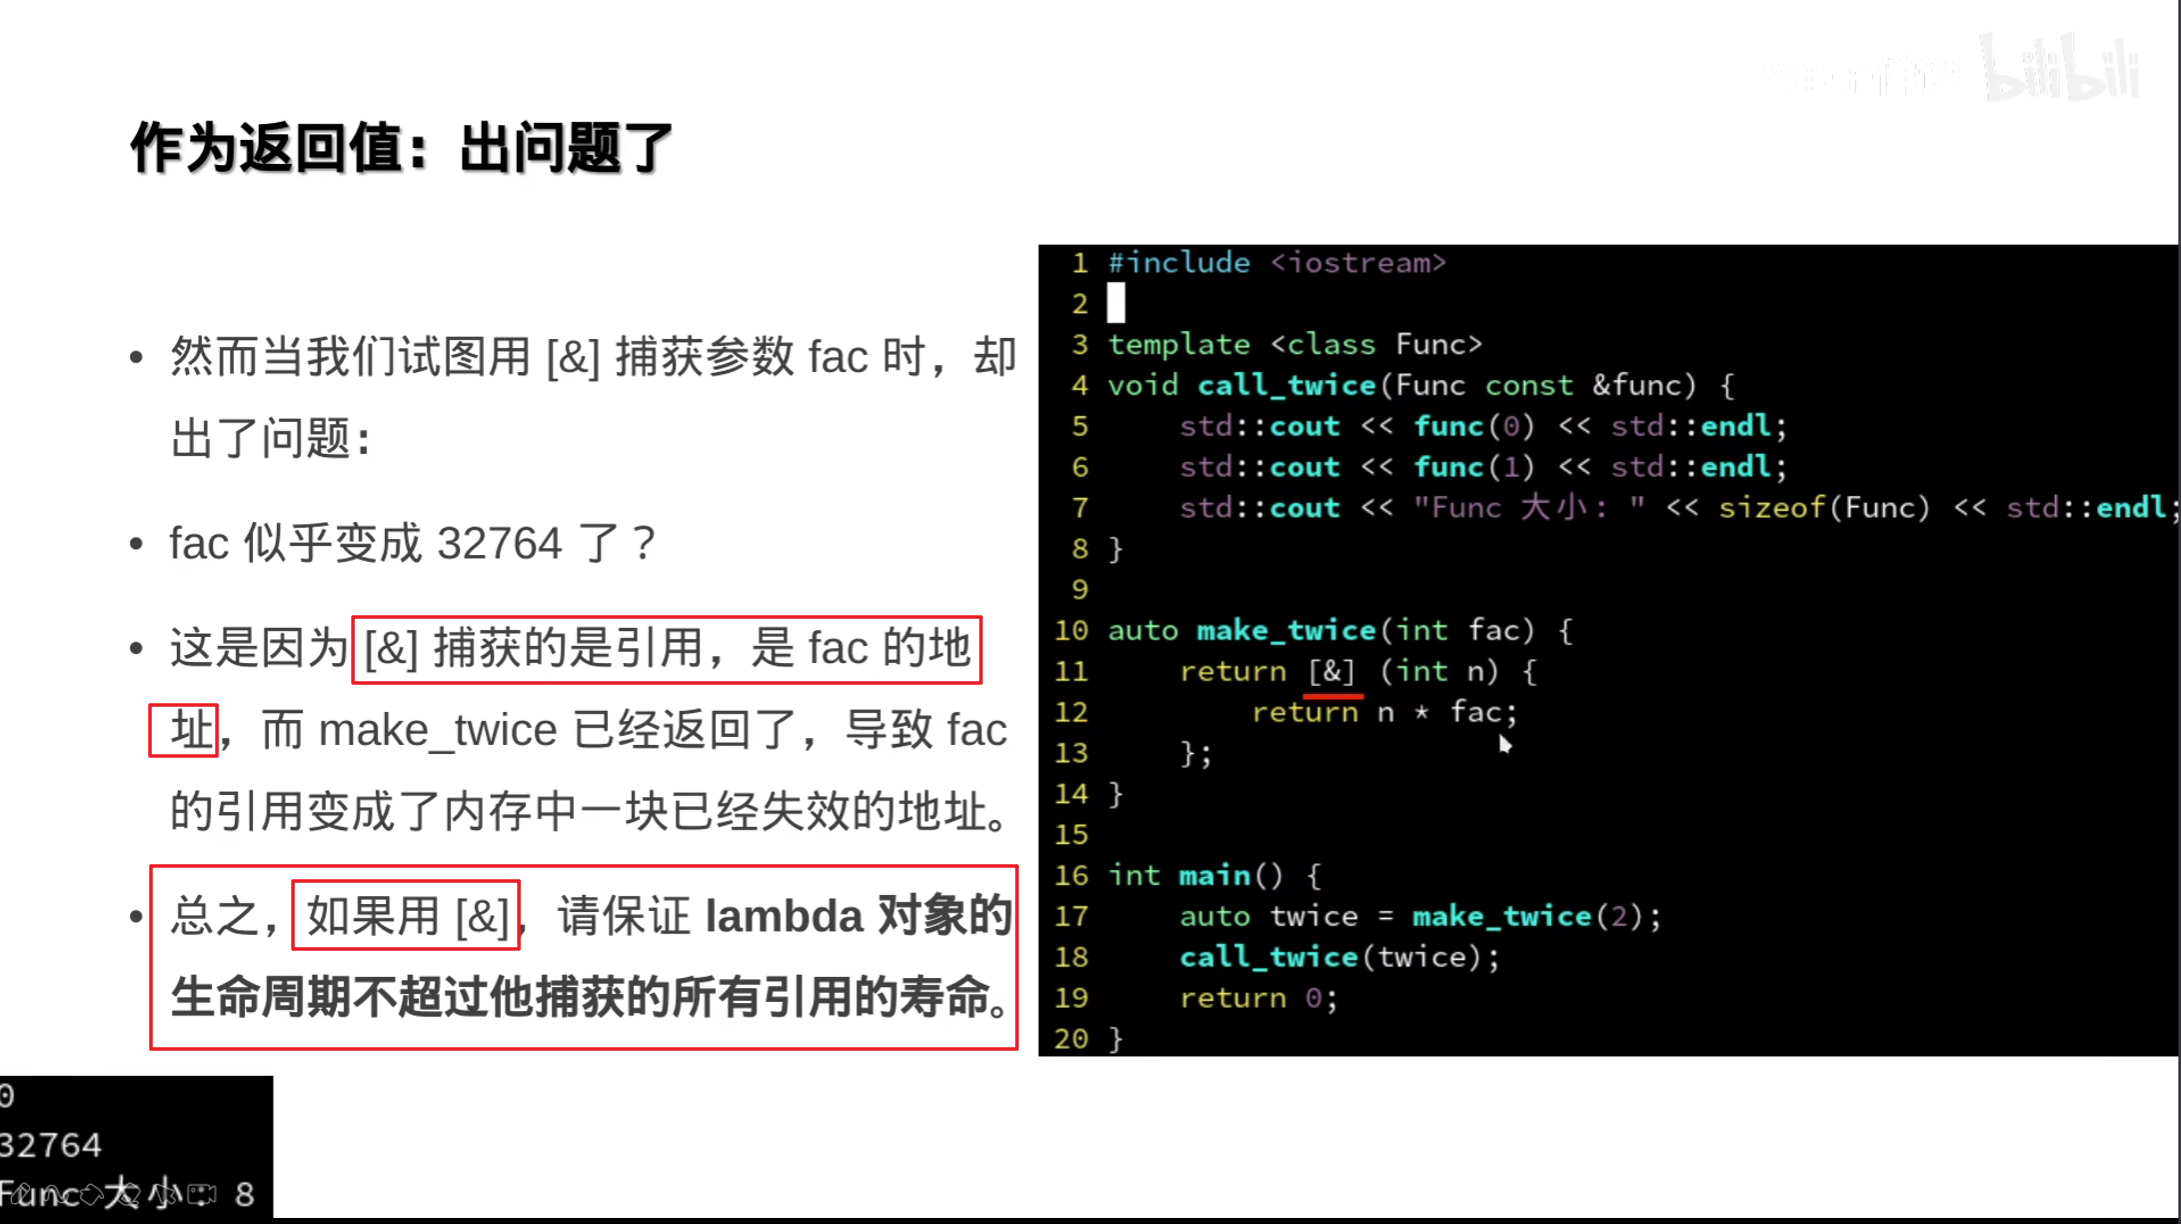 bilibili
作为返回值：出问题了
• 然而当我们试图用 [&] 捕获参数 fac 时，却
出了问题：
• fac 似乎变成 32764 了？
• 这是因为 [&] 捕获的是引用，是 fac 的地
址，而 make_twice 已经返回了，导致 fac
的引用变成了内存中一块已经失效的地址。
• 总之，如果用 [&]，请保证 lambda 对象的
生命周期不超过他捕获的所有引用的寿命。
1 #include <iostream>
2
3 template <class Func>
4 void call_twice(Func const &func) {
5     std::cout << func(0) << std::endl;
6     std::cout << func(1) << std::endl;
7     std::cout << "Func 大小: " << sizeof(Func) << std::endl;
8 }
9
10 auto make_twice(int fac) {
11     return [&] (int n) {
12         return n * fac;
13     };
14 }
15
16 int main() {
17     auto twice = make_twice(2);
18     call_twice(twice);
19     return 0;
20 }
0
32764
Func 大小: 8